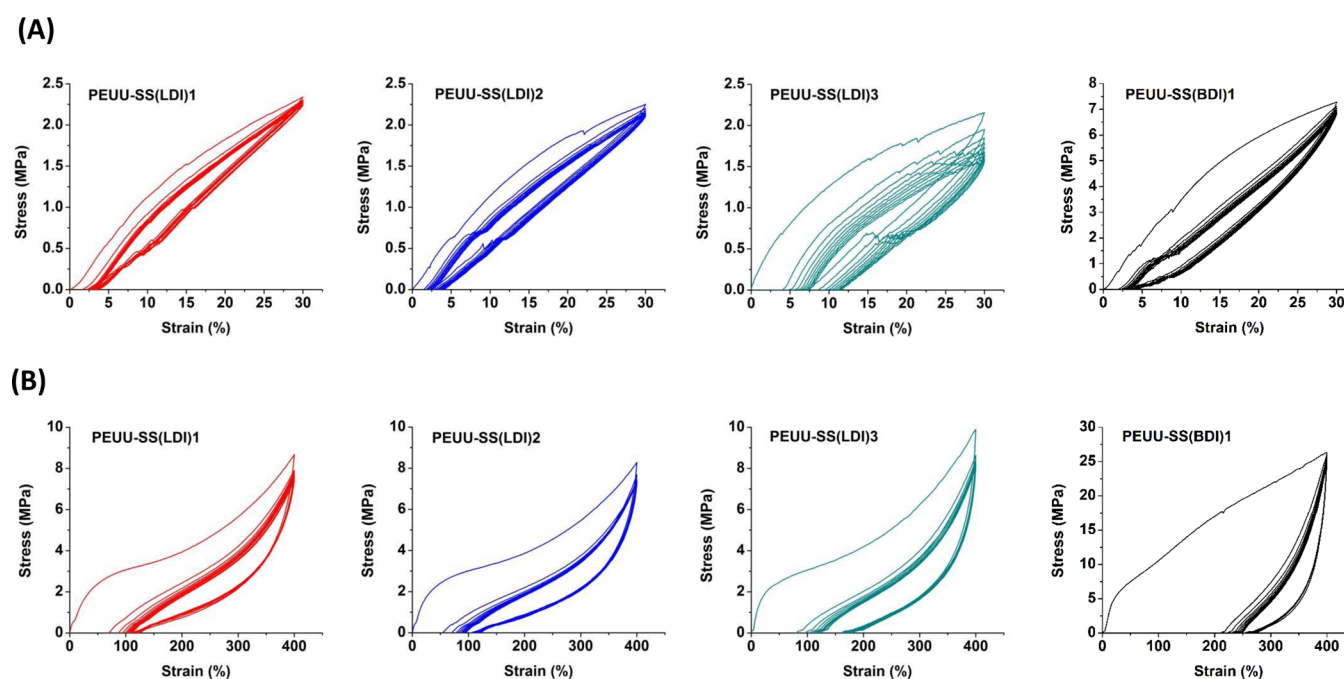 (A)
PEUU-SS(LDI)1
2.5
2.0
1.5
1.0
0.5
0.0
Stress (MPa)
0 5 10 15 20 25 30
Strain (%)
PEUU-SS(LDI)2
2.5
2.0
1.5
1.0
0.5
0.0
Stress (MPa)
0 5 10 15 20 25 30
Strain (%)
PEUU-SS(LDI)3
2.5
2.0
1.5
1.0
0.5
0.0
Stress (MPa)
0 5 10 15 20 25 30
Strain (%)
PEUU-SS(BDI)1
8
7
6
5
4
3
2
1
0
Stress (MPa)
0 5 10 15 20 25 30
Strain (%)
(B)
PEUU-SS(LDI)1
10
8
6
4
2
0
Stress (MPa)
0 100 200 300 400
Strain (%)
PEUU-SS(LDI)2
10
8
6
4
2
0
Stress (MPa)
0 100 200 300 400
Strain (%)
PEUU-SS(LDI)3
10
8
6
4
2
0
Stress (MPa)
0 100 200 300 400
Strain (%)
PEUU-SS(BDI)1
30
25
20
15
10
5
0
Stress (MPa)
0 100 200 300 400
Strain (%)